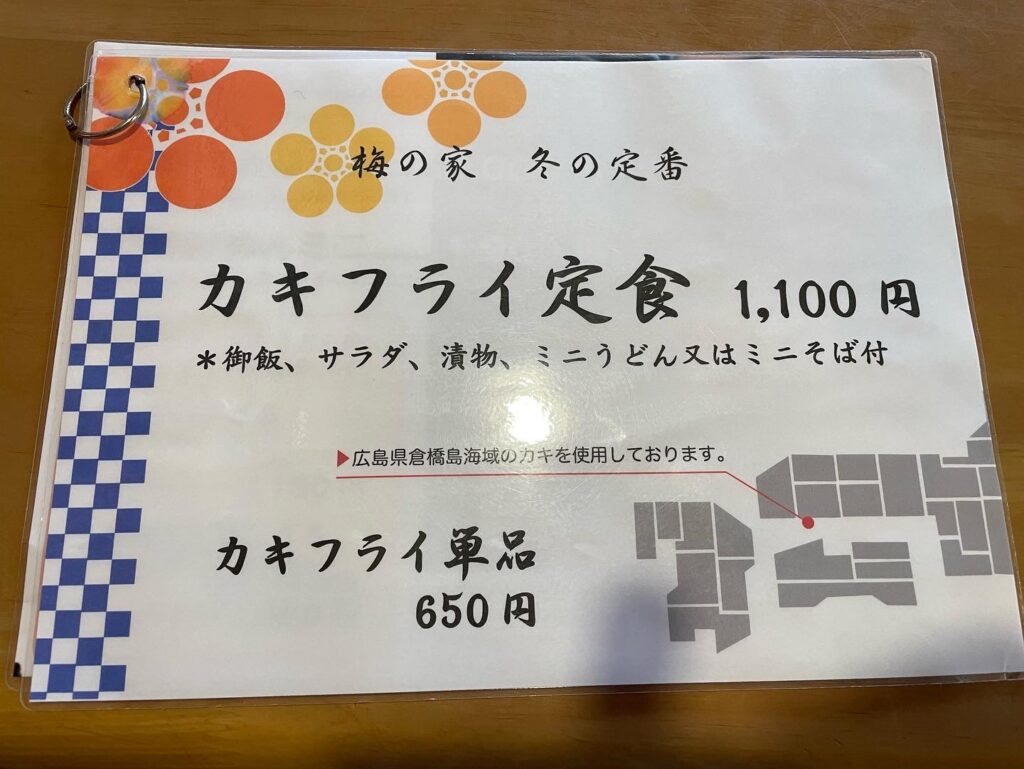 梅の家 冬の定番
カキフライ定食 1,100円
*御飯、サラダ、漬物、ミニうどん又はミニそば付
▶広島県倉橋島海域のカキを使用しております。
カキフライ単品
650円